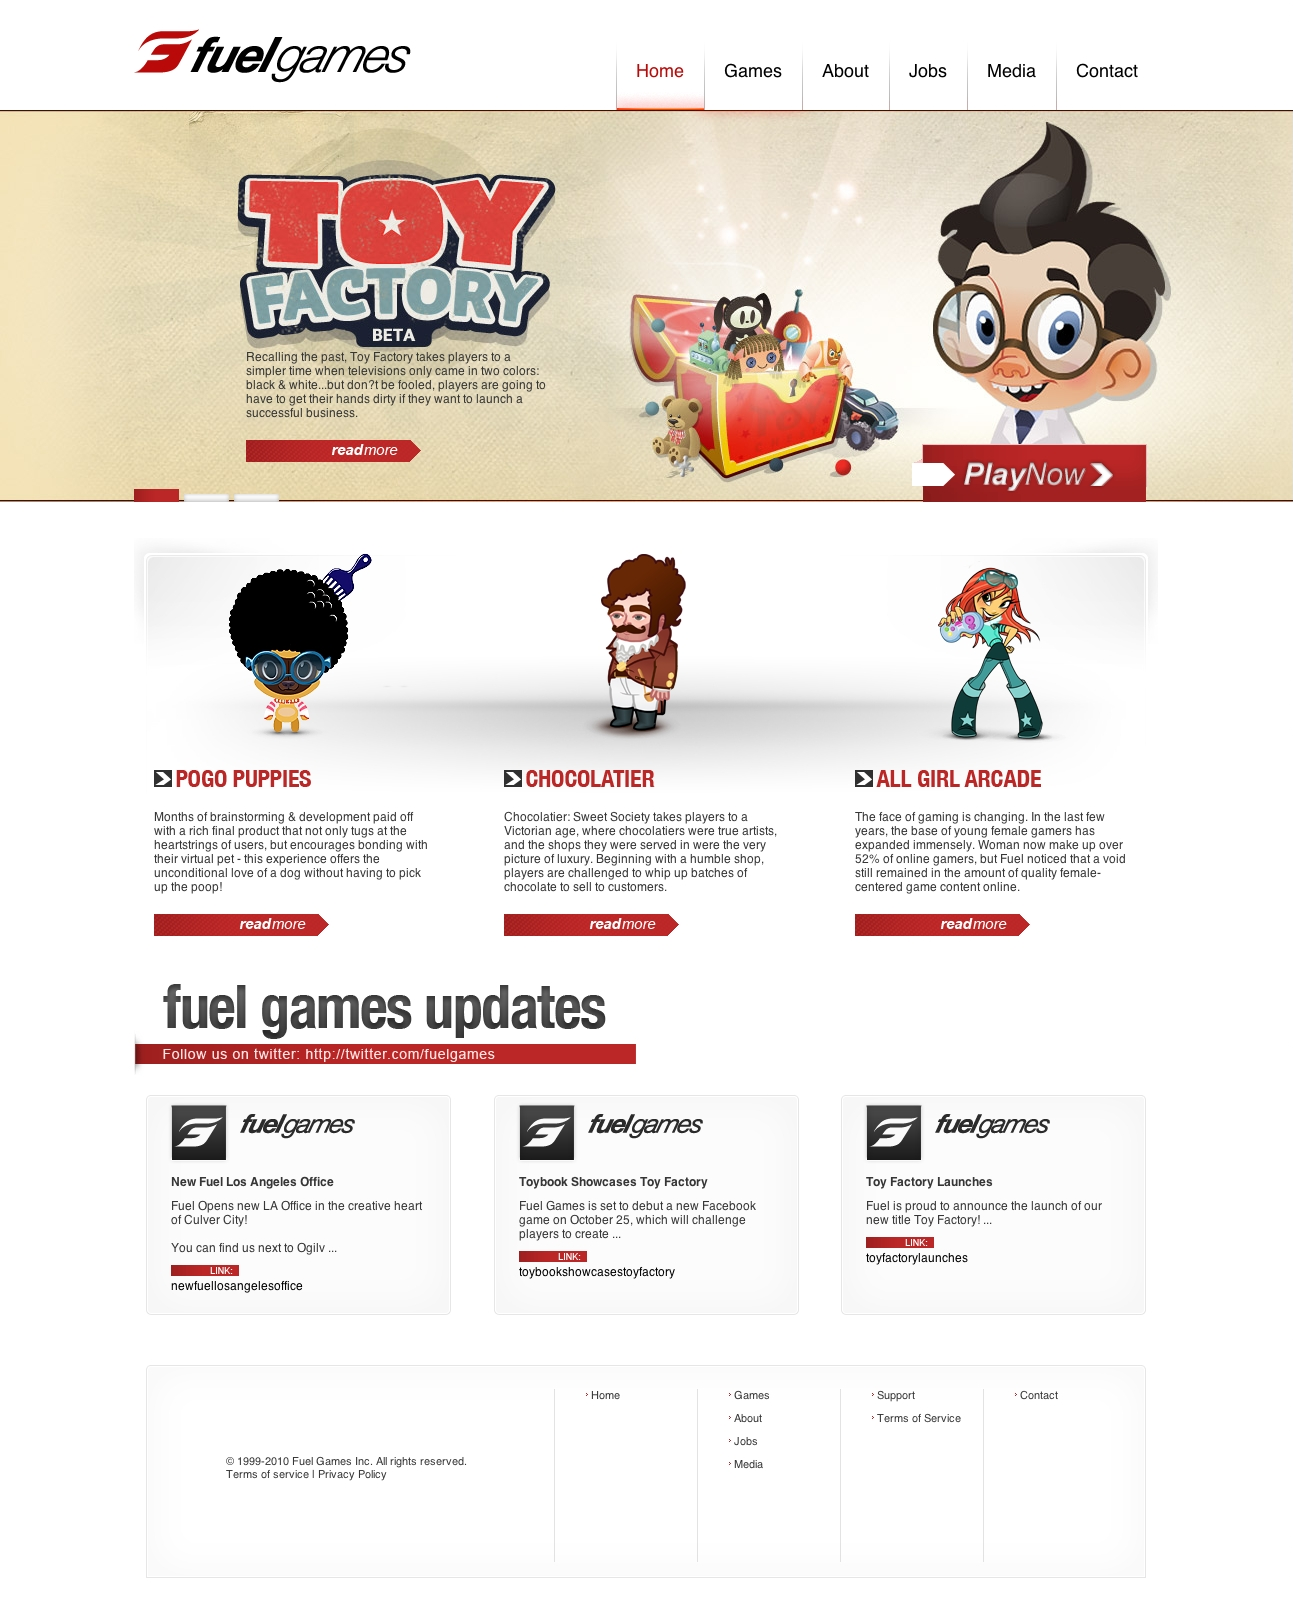 fuelgames
Home
Games
About
Jobs
Media
Contact
TOY
FACTORY
BETA
Recalling the past, Toy Factory takes players to a
simpler time when televisions only came in two colors:
black & white...but don?t be fooled, players are going to
have to get their hands dirty if they want to launch a
successful business.
readmore
PlayNow
POGO PUPPIES
Months of brainstorming & development paid off
with a rich final product that not only tugs at the
heartstrings of users, but encourages bonding with
their virtual pet - this experience offers the
unconditional love of a dog without having to pick
up the poop!
readmore
CHOCOLATIER
Chocolatier: Sweet Society takes players to a
Victorian age, where chocolatiers were true artists,
and the shops they were served in were the very
picture of luxury. Beginning with a humble shop,
players are challenged to whip up batches of
chocolate to sell to customers.
readmore
ALL GIRL ARCADE
The face of gaming is changing. In the last few
years, the base of young female gamers has
expanded immensely. Woman now make up over
52% of online gamers, but Fuel noticed that a void
still remained in the amount of quality female-
centered game content online.
readmore
fuel games updates
Follow us on twitter: http://twitter.com/fuelgames
fuelgames
New Fuel Los Angeles Office
Fuel Opens new LA Office in the creative heart
of Culver City!
You can find us next to Ogilv ...
LINK:
newfuellosangelesoffice
fuelgames
Toybook Showcases Toy Factory
Fuel Games is set to debut a new Facebook
game on October 25, which will challenge
players to create ...
LINK:
toybookshowcasestoyfactory
fuelgames
Toy Factory Launches
Fuel is proud to announce the launch of our
new title Toy Factory! ...
LINK:
toyfactorylaunches
© 1999-2010 Fuel Games Inc. All rights reserved.
Terms of service | Privacy Policy
Home
Games
About
Jobs
Media
Support
Terms of Service
Contact